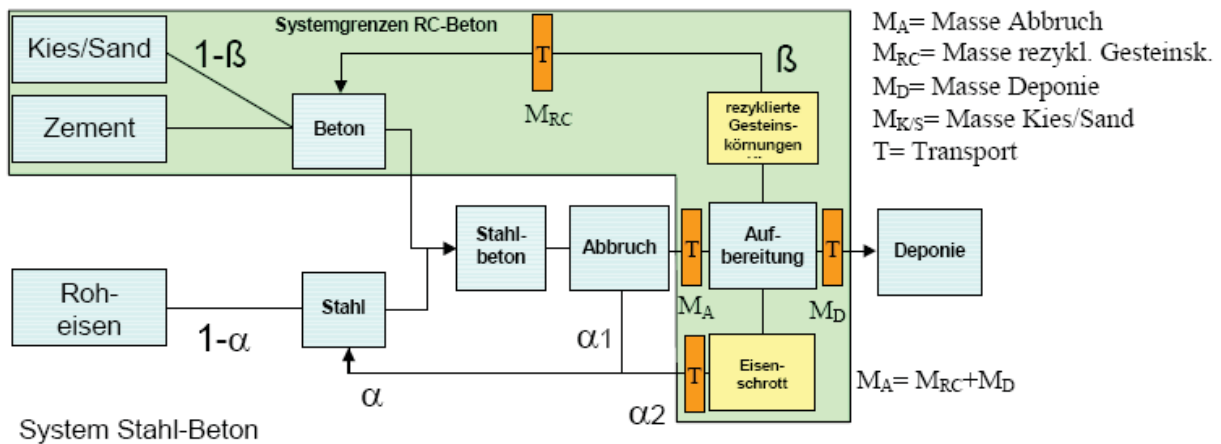 Systemgrenzen RC-Beton
Kies/Sand
1-ß
Zement
Beton
T
M_RC
ß
rezyklierte
Gesteins-
körnungen
M_A= Masse Abbruch
M_RC= Masse rezykl. Gesteinsk.
M_D= Masse Deponie
M_K/S= Masse Kies/Sand
T= Transport
Stahl-
beton
Abbruch
T
Auf-
bereitung
T
Deponie
M_A
M_D
Roh-
eisen
1-α
Stahl
α
α1
α2
T
Eisen-
schrott
M_A= M_RC+M_D
System Stahl-Beton